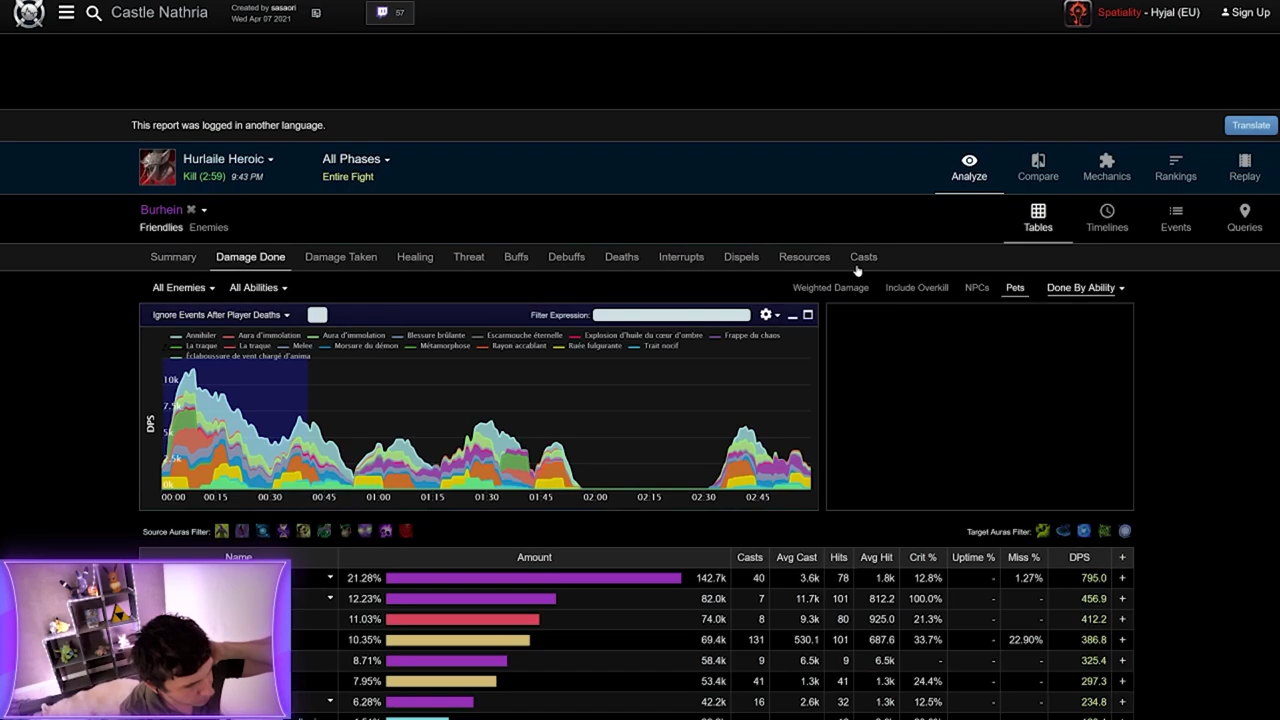 Castle Nathria
Created by sasaori
Wed Apr 07 2021
57
Spatiality - Hyjal (EU)
Sign Up
This report was logged in another language.
Translate
Hurlaile Heroic
Kill (2:59) 9:43 PM
All Phases
Entire Fight
Analyze Compare Mechanics Rankings Replay
Burhein
Friendlies Enemies
Tables Timelines Events Queries
Summary Damage Done Damage Taken Healing Threat Buffs Debuffs Deaths Interrupts Dispels Resources Casts
All Enemies All Abilities
Weighted Damage Include Overkill NPCs Pets Done By Ability
Ignore Events After Player Deaths
Filter Expression:
Annihiler Aura d'immolation Aura d'immolation Blessure brûlante Escarmouche éternelle Explosion d'huile du cœur d'ombre Frappe du chaos
La traque La traque Melee Morsure du démon Métamorphose Rayon accablant Ruée fulgurante Trait nocif
Éclaboussure de vent chargé d'anima
10k
7.5k
5k
2.5k
0
DPS
00:00 00:15 00:30 00:45 01:00 01:15 01:30 01:45 02:00 02:15 02:30 02:45
Source Auras Filter:
Target Auras Filter:
Name Amount Casts Avg Cast Hits Avg Hit Crit % Uptime % Miss % DPS +
21.28% 142.7k 40 3.6k 78 1.8k 12.8% - 1.27% 795.0 +
12.23% 82.0k 7 11.7k 101 812.2 100.0% - - 456.9 +
11.03% 74.0k 8 9.3k 80 925.0 21.3% - - 412.2 +
10.35% 69.4k 131 530.1 101 687.6 33.7% - 22.90% 386.8 +
8.71% 58.4k 9 6.5k 9 6.5k - - - 325.4 +
7.95% 53.4k 41 1.3k 41 1.3k 24.4% - - 297.3 +
6.28% 42.2k 16 2.6k 32 1.3k 12.5% - - 234.8 +